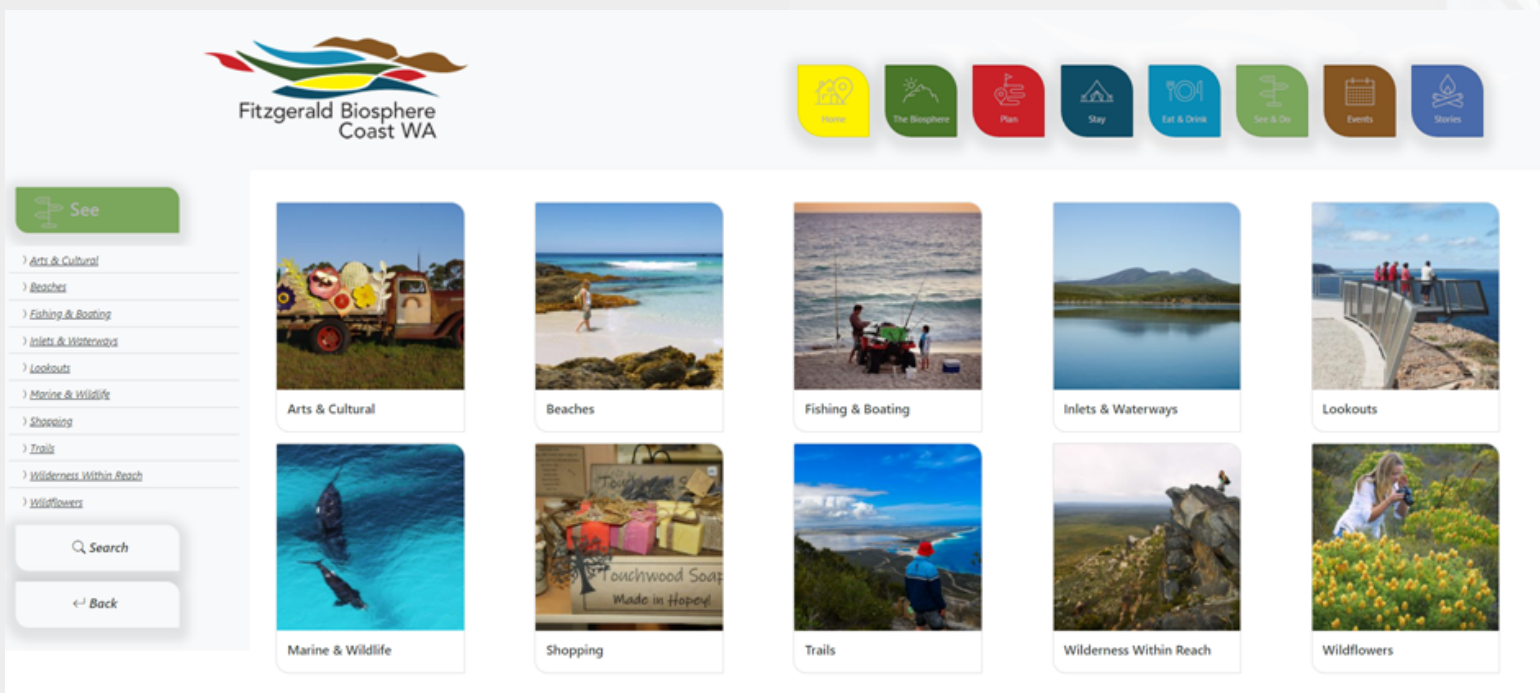 Fitzgerald Biosphere
Coast WA
Home
The Biosphere
Plan
Stay
Eat & Drink
See & Do
Events
Stories
See
Arts & Cultural
Beaches
Fishing & Boating
Inlets & Waterways
Lookouts
Marine & Wildlife
Shopping
Trails
Wilderness Within Reach
Wildflowers
Search
Back
Arts & Cultural
Beaches
Fishing & Boating
Inlets & Waterways
Lookouts
Touchwood S
Touchwood Soap
Made in Hopey!
Marine & Wildlife
Shopping
Trails
Wilderness Within Reach
Wildflowers